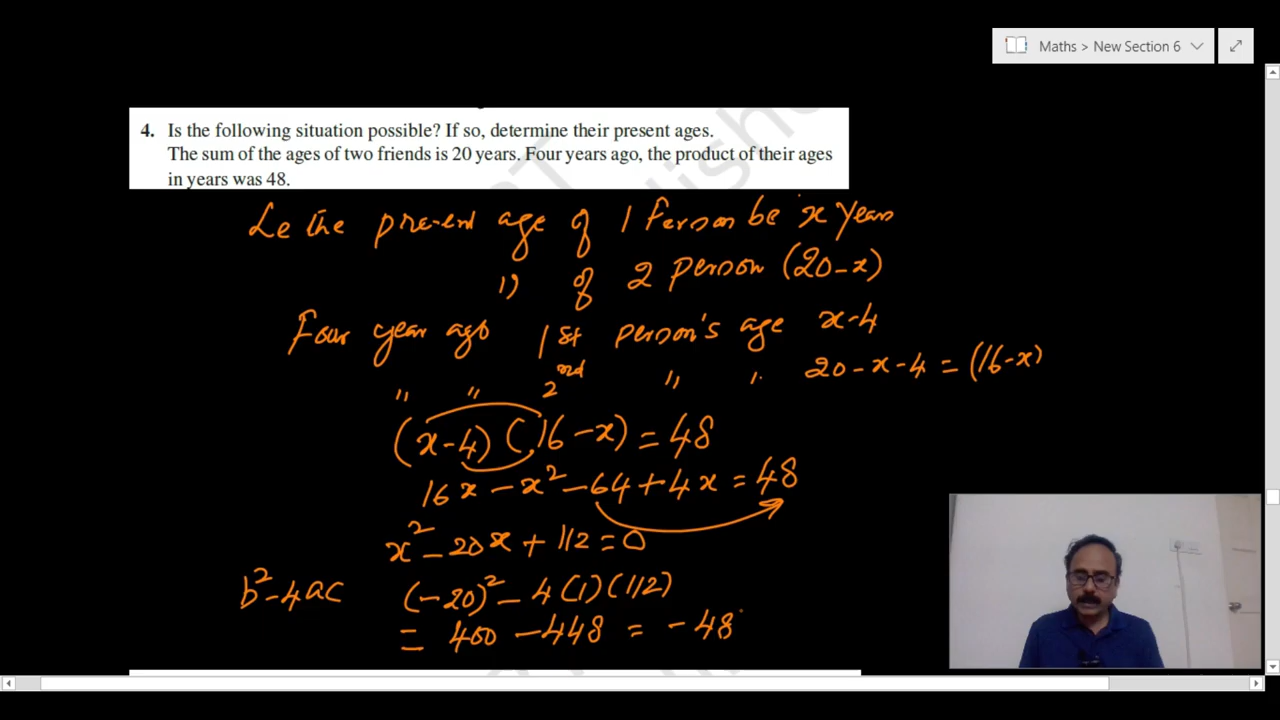 Maths > New Section 6
4. Is the following situation possible? If so, determine their present ages.
The sum of the ages of two friends is 20 years. Four years ago, the product of their ages
in years was 48.
Le the present age of 1 Person be x years
" of 2 person (20-x)
Four year ago 1st person's age x-4
" " 2nd " " 20-x-4 = (16-x)
(x-4) (16-x) = 48
16x - x² - 64 + 4x = 48
x² - 20x + 112 = 0
b²-4ac (-20)² - 4(1)(112)
= 400 - 448 = -48